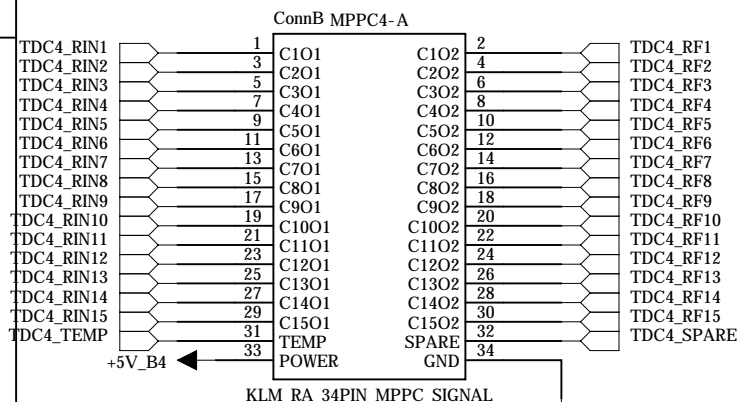 ConnB MPPC4-A
TDC4_RIN1 1 C1O1 C1O2 2 TDC4_RF1
TDC4_RIN2 3 C2O1 C2O2 4 TDC4_RF2
TDC4_RIN3 5 C3O1 C3O2 6 TDC4_RF3
TDC4_RIN4 7 C4O1 C4O2 8 TDC4_RF4
TDC4_RIN5 9 C5O1 C5O2 10 TDC4_RF5
TDC4_RIN6 11 C6O1 C6O2 12 TDC4_RF6
TDC4_RIN7 13 C7O1 C7O2 14 TDC4_RF7
TDC4_RIN8 15 C8O1 C8O2 16 TDC4_RF8
TDC4_RIN9 17 C9O1 C9O2 18 TDC4_RF9
TDC4_RIN10 19 C10O1 C10O2 20 TDC4_RF10
TDC4_RIN11 21 C11O1 C11O2 22 TDC4_RF11
TDC4_RIN12 23 C12O1 C12O2 24 TDC4_RF12
TDC4_RIN13 25 C13O1 C13O2 26 TDC4_RF13
TDC4_RIN14 27 C14O1 C14O2 28 TDC4_RF14
TDC4_RIN15 29 C15O1 C15O2 30 TDC4_RF15
TDC4_TEMP 31 TEMP SPARE 32 TDC4_SPARE
+5V_B4 33 POWER GND 34
KLM RA 34PIN MPPC SIGNAL